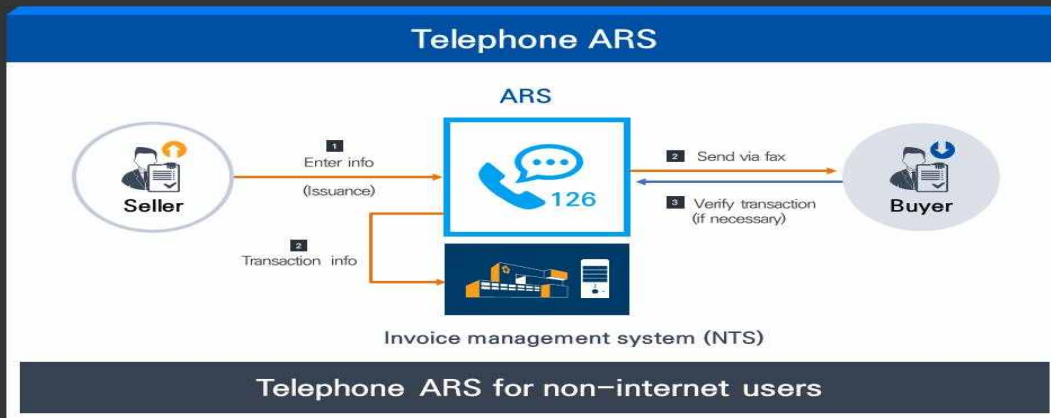 Telephone ARS
ARS
1
Enter info
(Issuance)
Seller
126
2 Send via fax
3 Verify transaction
(if necessary)
Buyer
2
Transaction info
Invoice management system (NTS)
Telephone ARS for non-internet users